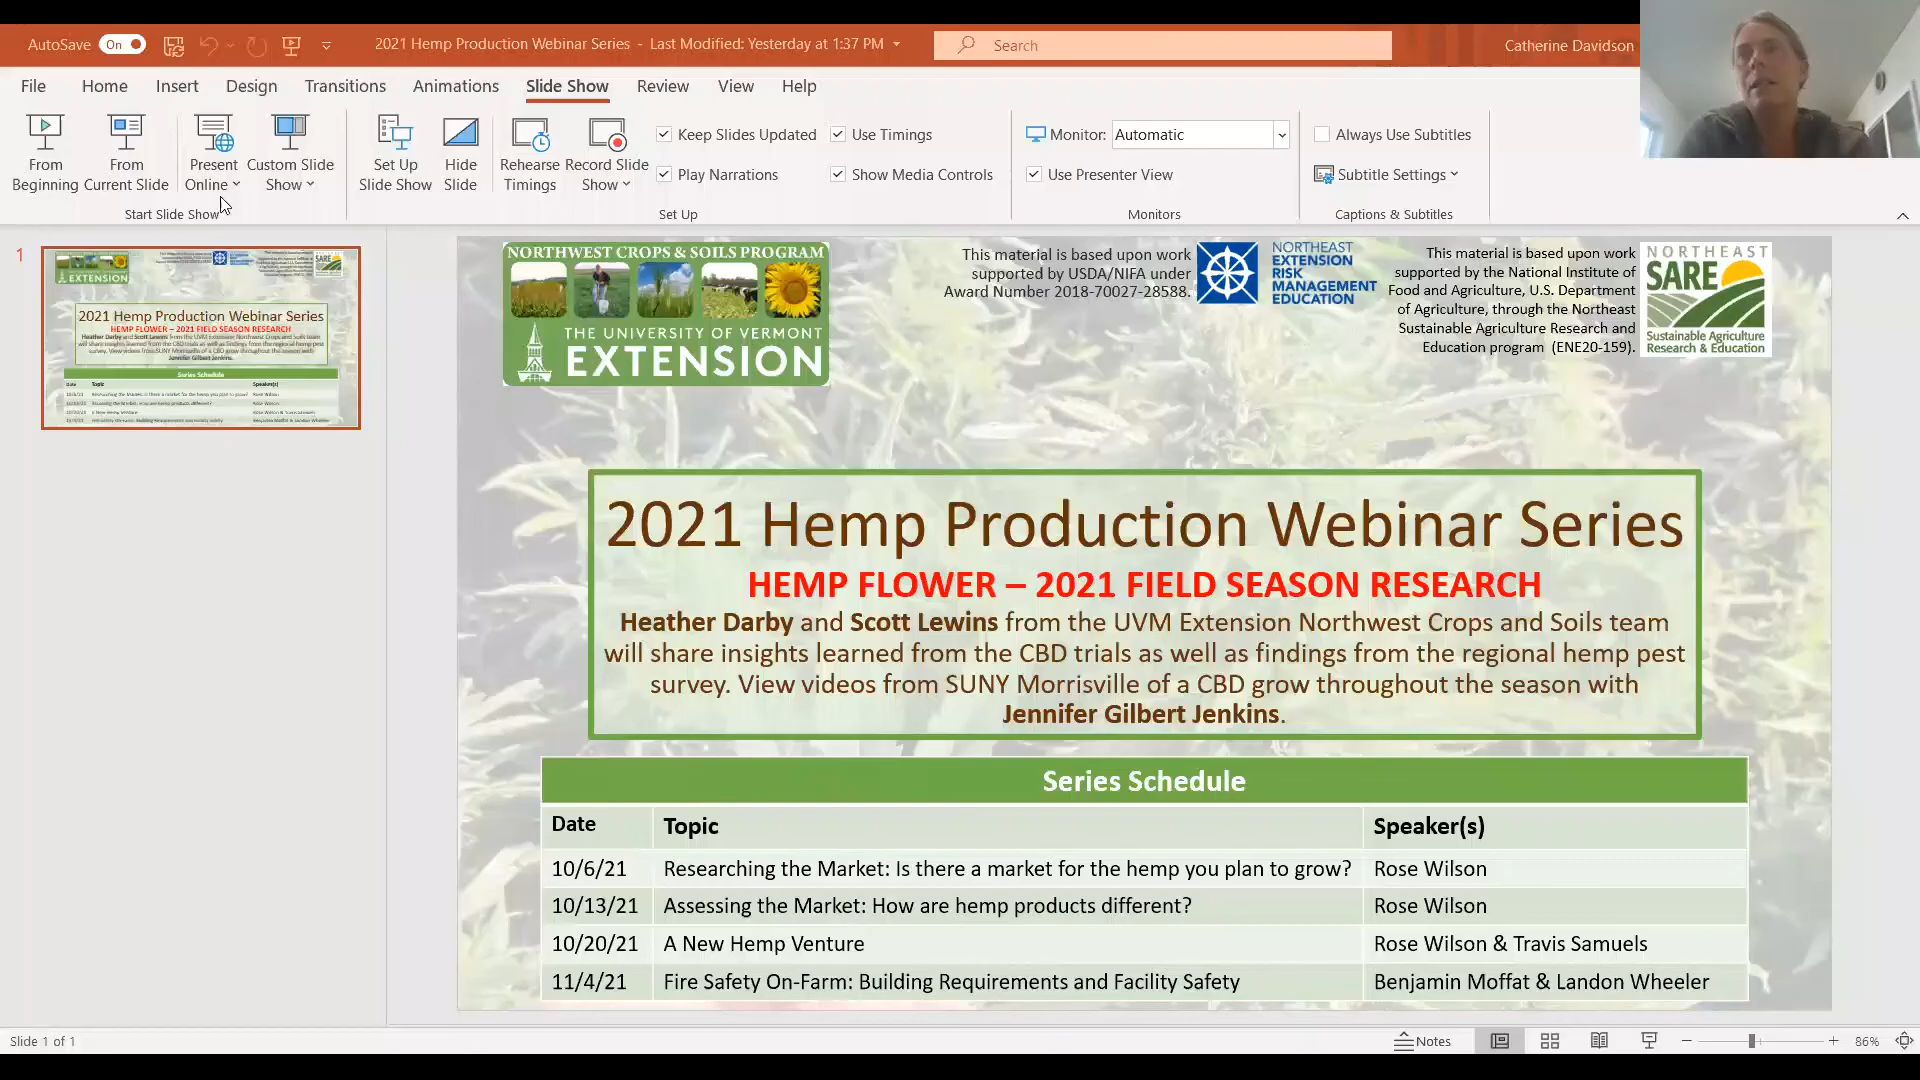 AutoSave On 2021 Hemp Production Webinar Series - Last Modified: Yesterday at 1:37 PM Search Catherine Davidson
File Home Insert Design Transitions Animations Slide Show Review View Help
From Beginning
From Current Slide
Present Online
Custom Slide Show
Start Slide Show
Set Up Slide Show
Hide Slide
Rehearse Timings
Record Slide Show
Keep Slides Updated
Play Narrations
Use Timings
Show Media Controls
Set Up
Monitor: Automatic
Use Presenter View
Monitors
Always Use Subtitles
Subtitle Settings
Captions & Subtitles
1
NORTHWEST CROPS & SOILS PROGRAM
THE UNIVERSITY OF VERMONT
EXTENSION
This material is based upon work
supported by USDA/NIFA under
Award Number 2018-70027-28588.
NORTHEAST
EXTENSION
RISK
MANAGEMENT
EDUCATION
This material is based upon work
supported by the National Institute of
Food and Agriculture, U.S. Department
of Agriculture, through the Northeast
Sustainable Agriculture Research and
Education program (ENE20-159).
NORTHEAST
SARE
Sustainable Agriculture
Research & Education
2021 Hemp Production Webinar Series
HEMP FLOWER – 2021 FIELD SEASON RESEARCH
Heather Darby and Scott Lewins from the UVM Extension Northwest Crops and Soils team
will share insights learned from the CBD trials as well as findings from the regional hemp pest
survey. View videos from SUNY Morrisville of a CBD grow throughout the season with
Jennifer Gilbert Jenkins.
Series Schedule
Date Topic Speaker(s)
10/6/21 Researching the Market: Is there a market for the hemp you plan to grow? Rose Wilson
10/13/21 Assessing the Market: How are hemp products different? Rose Wilson
10/20/21 A New Hemp Venture Rose Wilson & Travis Samuels
11/4/21 Fire Safety On-Farm: Building Requirements and Facility Safety Benjamin Moffat & Landon Wheeler
Slide 1 of 1 Notes 86%